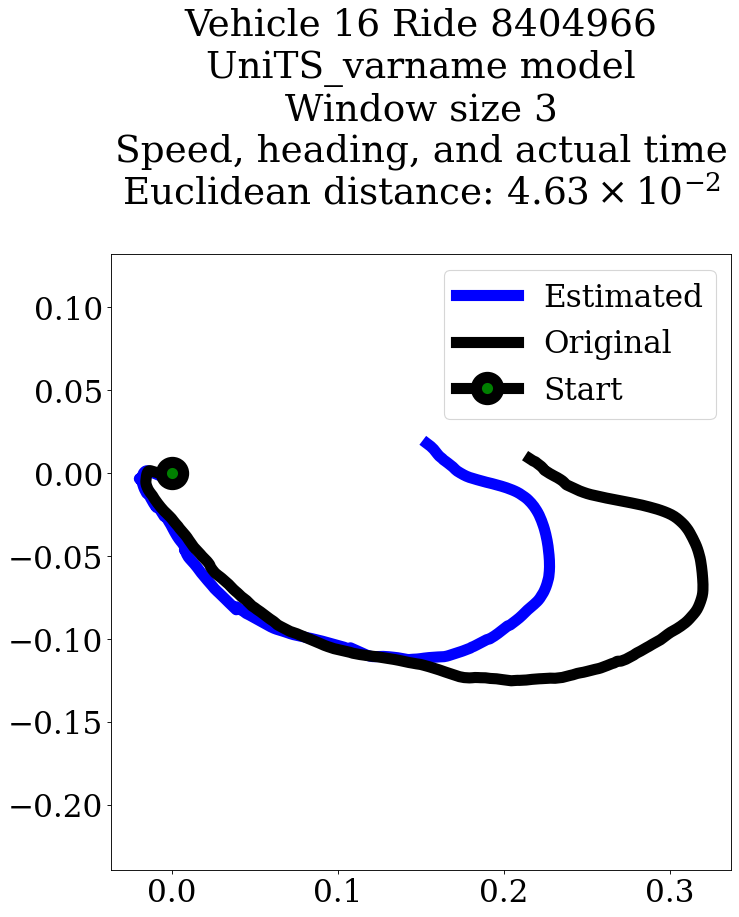 Vehicle 16 Ride 8404966
UniTS_varname model
Window size 3
Speed, heading, and actual time
Euclidean distance: 4.63 × 10⁻²
Estimated
Original
Start
0.10
0.05
0.00
−0.05
−0.10
−0.15
−0.20
0.0 0.1 0.2 0.3